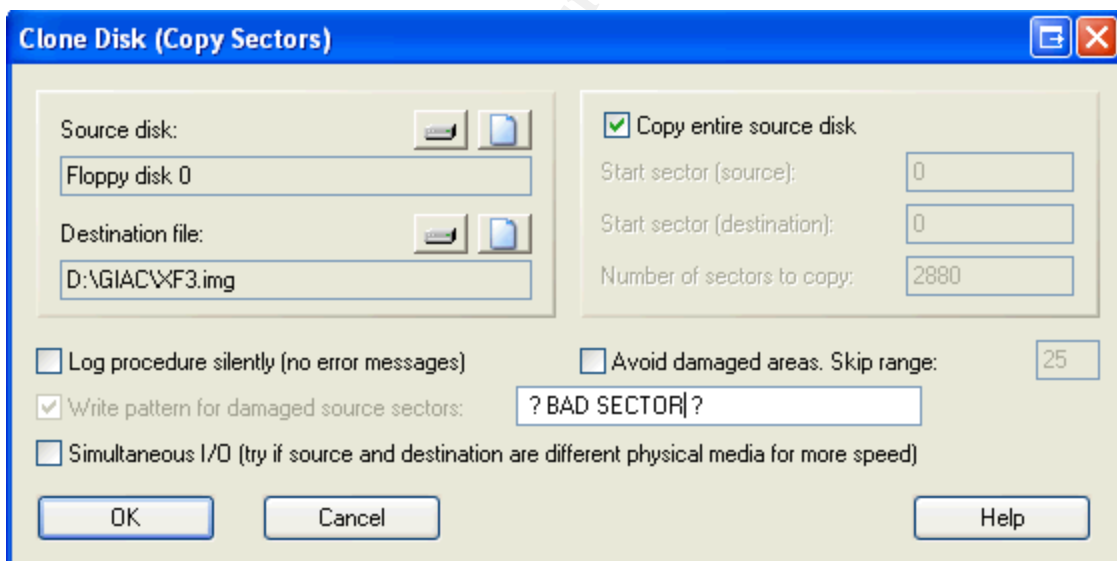 Clone Disk (Copy Sectors)
Source disk:
Floppy disk 0
Destination file:
D:\GIAC\XF3.img
Copy entire source disk
Start sector (source): 0
Start sector (destination): 0
Number of sectors to copy: 2880
Log procedure silently (no error messages)
Avoid damaged areas. Skip range: 25
Write pattern for damaged source sectors: ? BAD SECTOR ?
Simultaneous I/O (try if source and destination are different physical media for more speed)
OK Cancel Help